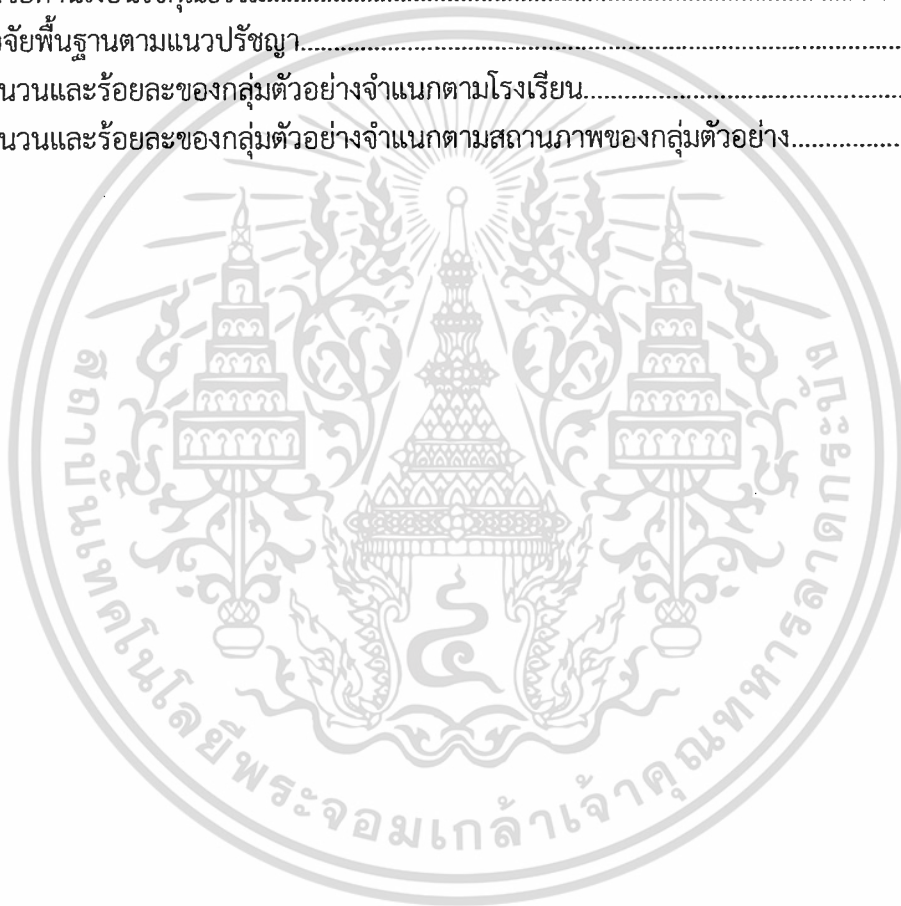 จัยพื้นฐานตามแนวปรัชญา
นวนและร้อยละของกลุ่มตัวอย่างจำแนกตามโรงเรียน
นวนและร้อยละของกลุ่มตัวอย่างจำแนกตามสถานภาพของกลุ่มตัวอย่าง
สถาบันเทคโนโลยีพระจอมเกล้าเจ้าคุณทหารลาดกระบัง